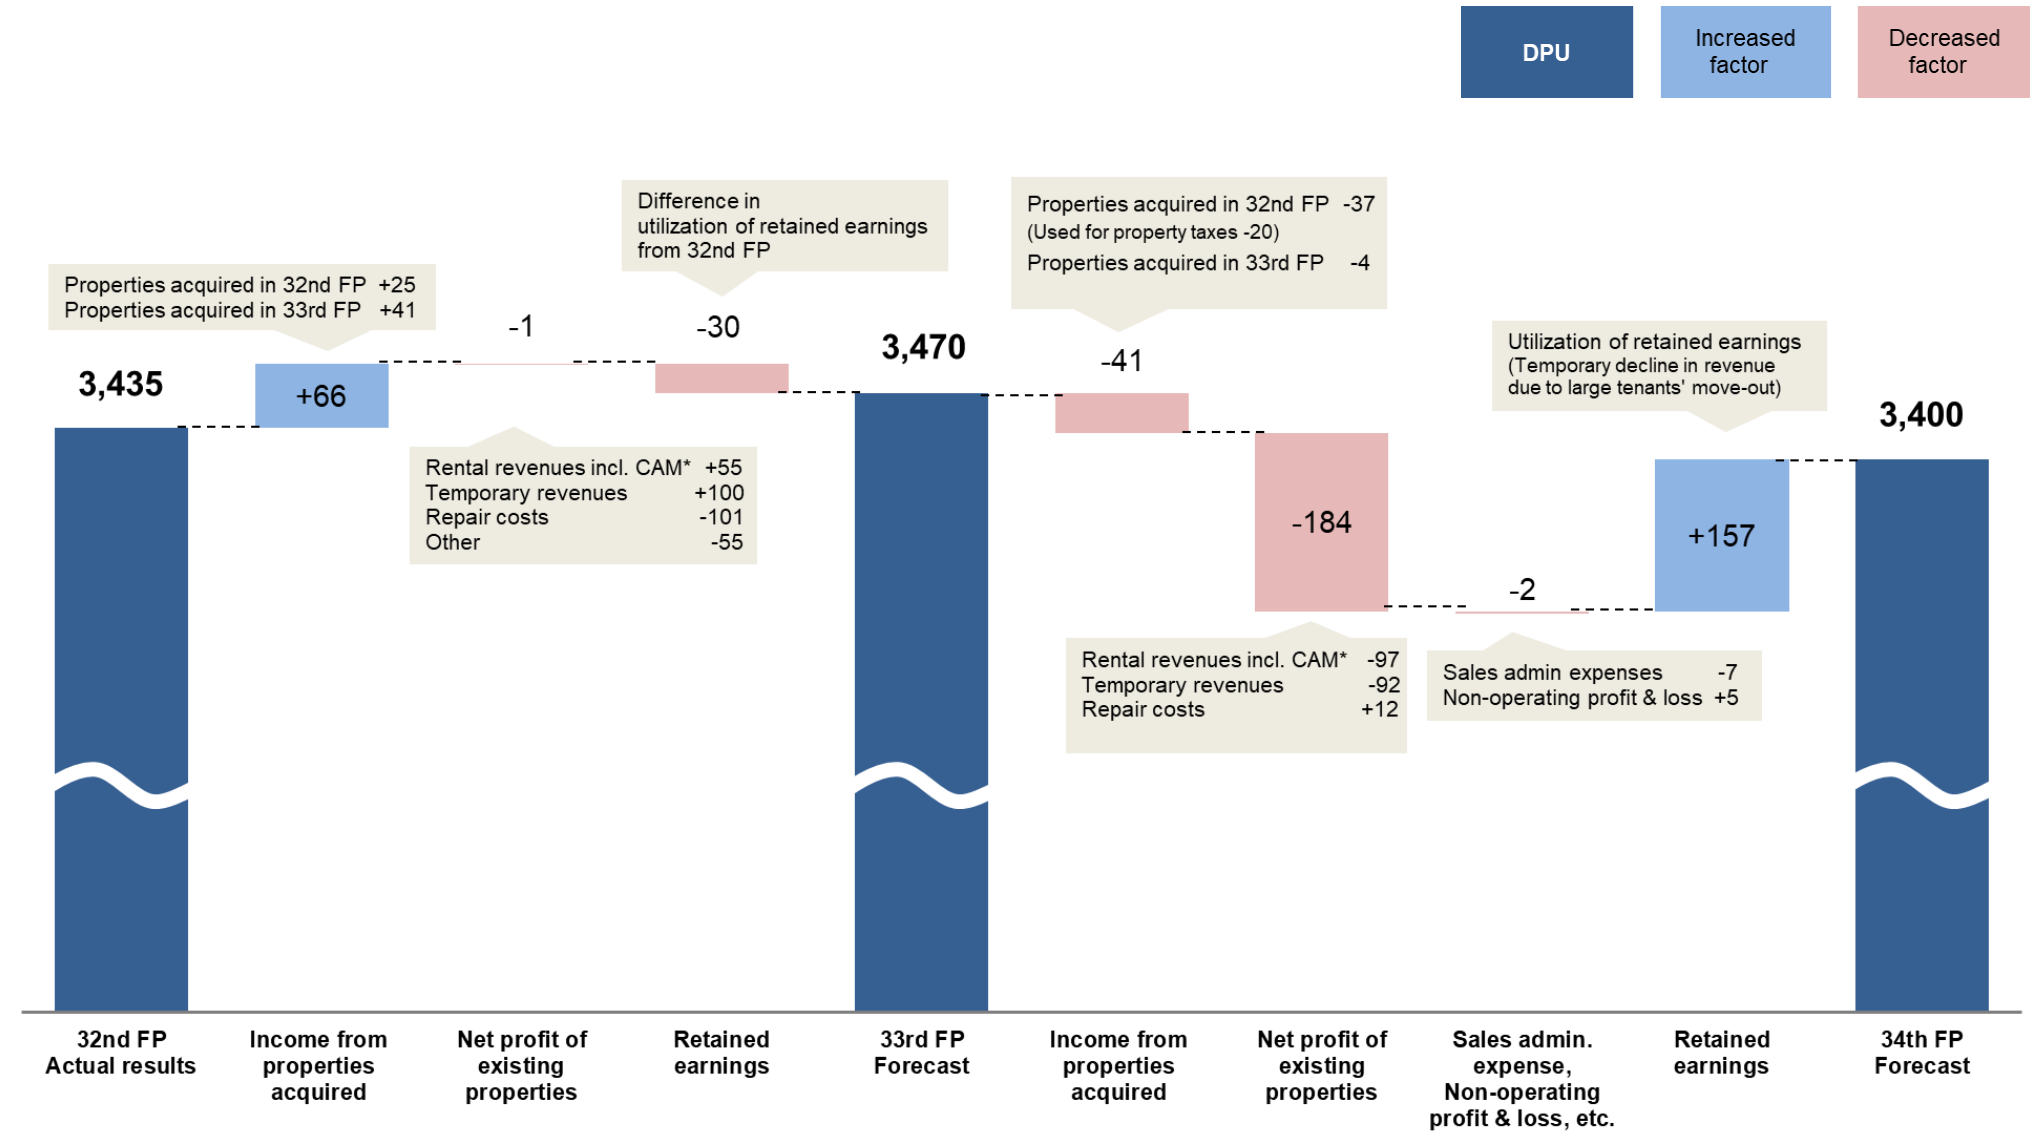 DPU
Increased
factor
Decreased
factor
Properties acquired in 32nd FP +25
Properties acquired in 33rd FP +41
Difference in
utilization of retained earnings
from 32nd FP
Properties acquired in 32nd FP -37
(Used for property taxes -20)
Properties acquired in 33rd FP -4
Utilization of retained earnings
(Temporary decline in revenue
due to large tenants' move-out)
3,435
+66
-1
-30
3,470
-41
-184
-2
+157
3,400
Rental revenues incl. CAM* +55
Temporary revenues +100
Repair costs -101
Other -55
Rental revenues incl. CAM* -97
Temporary revenues -92
Repair costs +12
Sales admin expenses -7
Non-operating profit & loss +5
32nd FP
Actual results
Income from
properties
acquired
Net profit of
existing
properties
Retained
earnings
33rd FP
Forecast
Income from
properties
acquired
Net profit of
existing
properties
Sales admin.
expense,
Non-operating
profit & loss, etc.
Retained
earnings
34th FP
Forecast